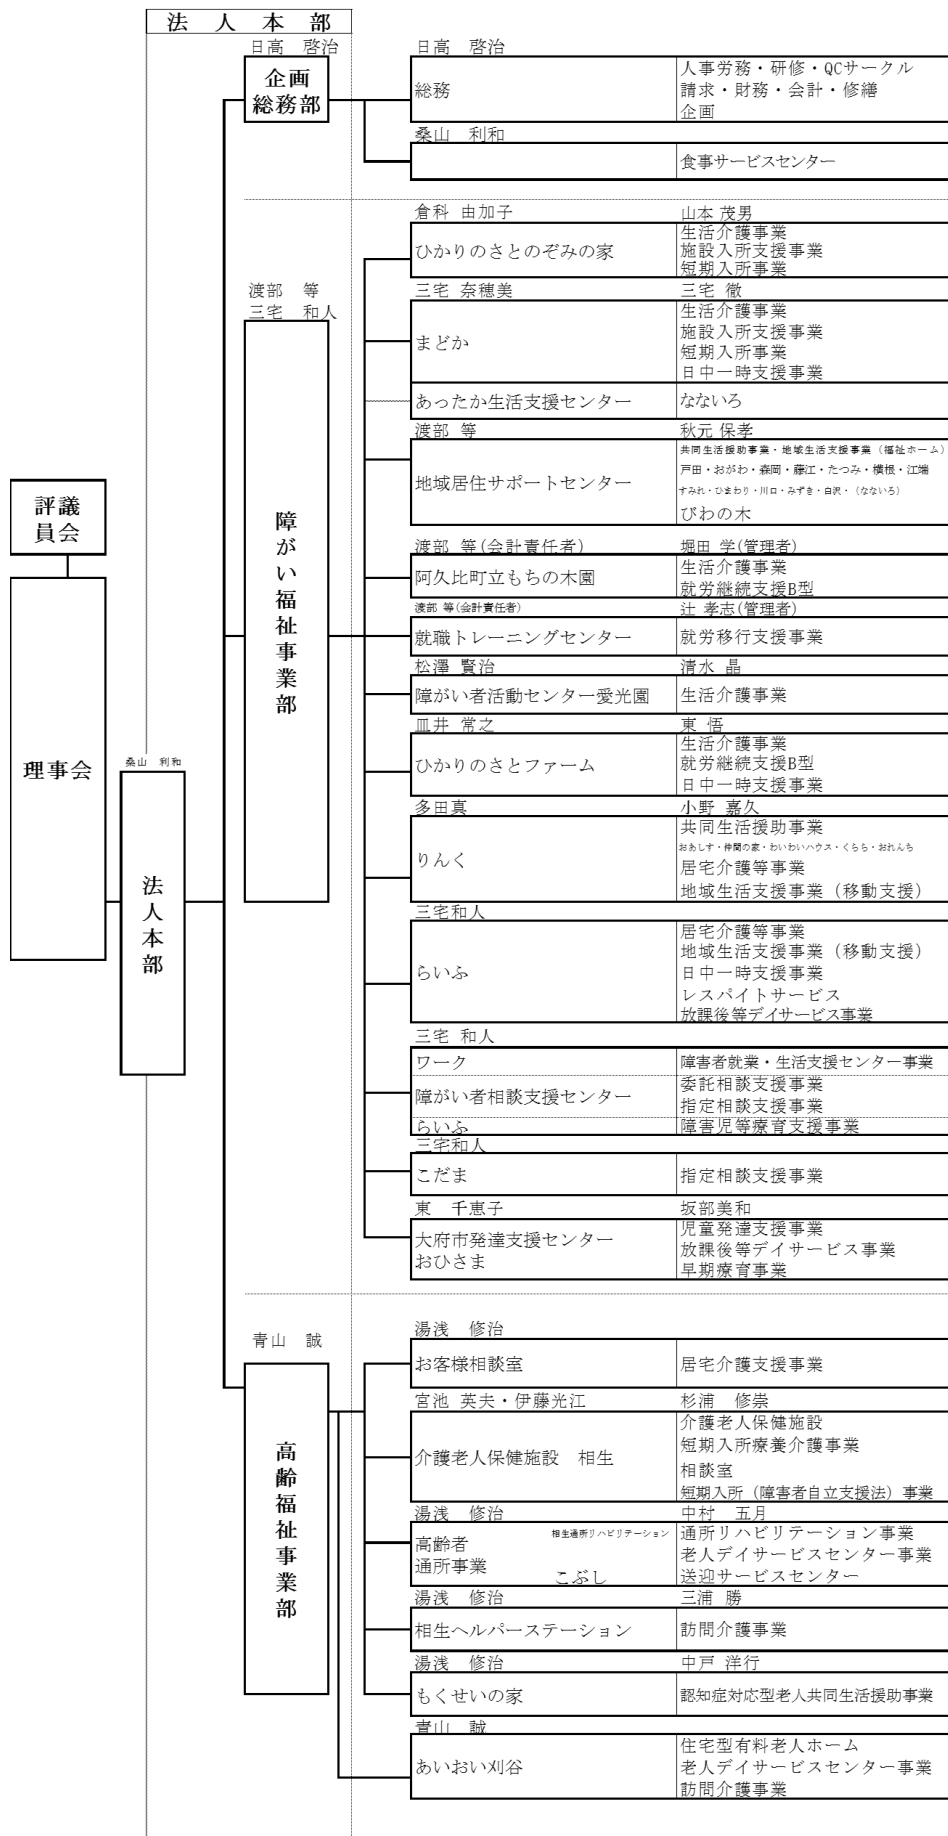 法人本部
日高 啓治
企画
総務部
日高 啓治
総務
人事労務・研修・QCサークル
請求・財務・会計・修繕
企画
桑山 利和
食事サービスセンター
倉科 由加子
山本 茂男
ひかりのさとのぞみの家
生活介護事業
施設入所支援事業
短期入所事業
渡部 等
三宅 和人
障がい福祉事業部
三宅 奈穂美
三宅 徹
まどか
生活介護事業
施設入所支援事業
短期入所事業
日中一時支援事業
あったか生活支援センター
なないろ
渡部 等
秋元 保孝
地域居住サポートセンター
共同生活援助事業・地域生活支援事業（福祉ホーム）
戸田・おがわ・森岡・藤江・たつみ・横根・江端
すみれ・ひまわり・川口・みずき・白沢・（なないろ）
びわの木
評議
員会
理事会
桑山 利和
法人本部
渡部 等(会計責任者)
堀田 学(管理者)
阿久比町立もちの木園
生活介護事業
就労継続支援B型
渡部 等(会計責任者)
辻 孝志(管理者)
就職トレーニングセンター
就労移行支援事業
松澤 賢治
清水 晶
障がい者活動センター愛光園
生活介護事業
皿井 常之
東 悟
ひかりのさとファーム
生活介護事業
就労継続支援B型
日中一時支援事業
多田真
小野 嘉久
りんく
共同生活援助事業
おあしす・仲間の家・わいわいハウス・くらら・おれんち
居宅介護等事業
地域生活支援事業（移動支援）
三宅和人
らいふ
居宅介護等事業
地域生活支援事業（移動支援）
日中一時支援事業
レスパイトサービス
放課後等デイサービス事業
三宅 和人
ワーク
障害者就業・生活支援センター事業
障がい者相談支援センター
委託相談支援事業
指定相談支援事業
らいふ
障害児等療育支援事業
三宅和人
こだま
指定相談支援事業
東 千恵子
坂部美和
大府市発達支援センター
おひさま
児童発達支援事業
放課後等デイサービス事業
早期療育事業
青山 誠
高齢福祉事業部
湯浅 修治
お客様相談室
居宅介護支援事業
宮池 英夫・伊藤光江
杉浦 修崇
介護老人保健施設 相生
介護老人保健施設
短期入所療養介護事業
相談室
短期入所（障害者自立支援法）事業
湯浅 修治
中村 五月
高齢者
通所事業
相生通所リハビリテーション
こぶし
通所リハビリテーション事業
老人デイサービスセンター事業
送迎サービスセンター
湯浅 修治
三浦 勝
相生ヘルパーステーション
訪問介護事業
湯浅 修治
中戸 洋行
もくせいの家
認知症対応型老人共同生活援助事業
青山 誠
あいおい刈谷
住宅型有料老人ホーム
老人デイサービスセンター事業
訪問介護事業